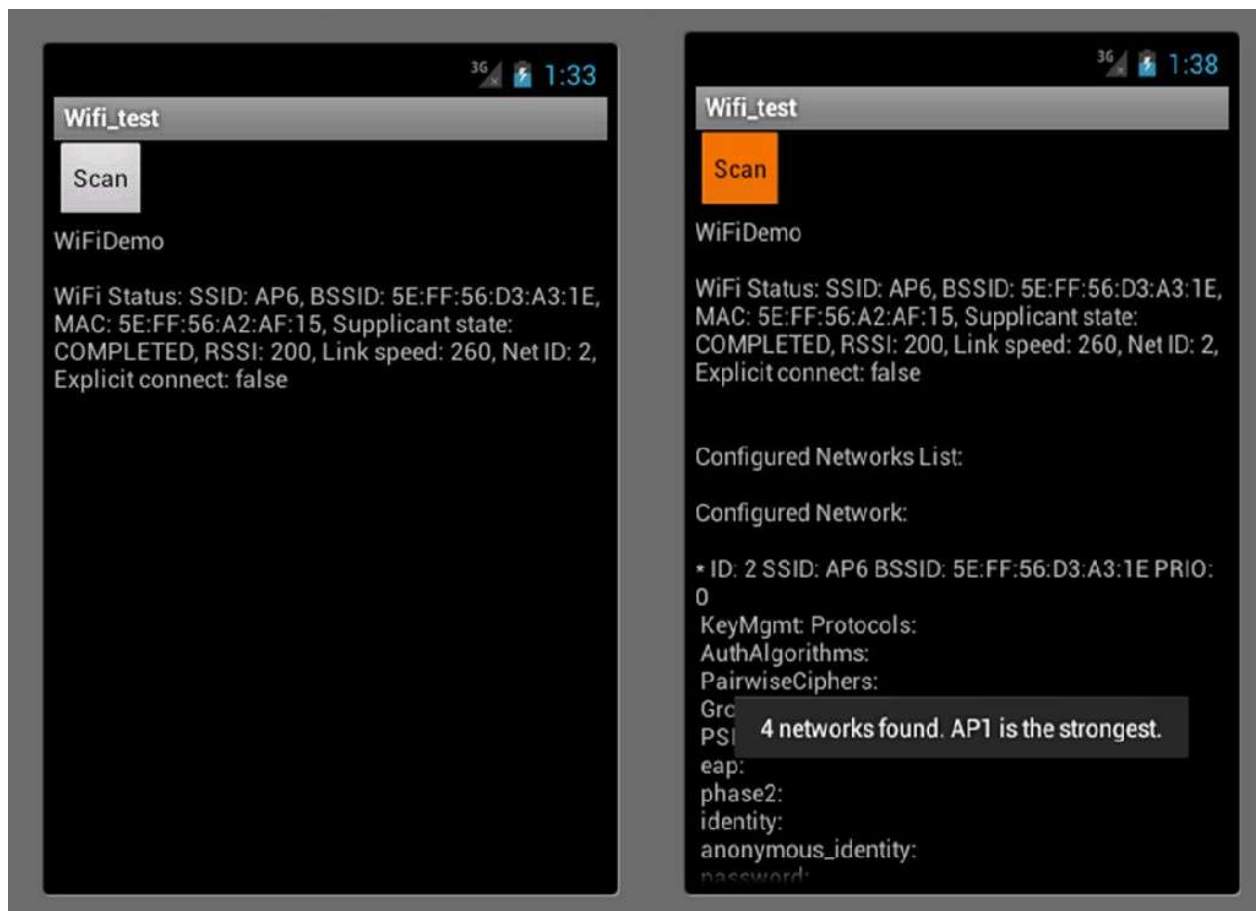 3G 1:33
Wifi_test
Scan
WiFiDemo
WiFi Status: SSID: AP6, BSSID: 5E:FF:56:D3:A3:1E,
MAC: 5E:FF:56:A2:AF:15, Supplicant state:
COMPLETED, RSSI: 200, Link speed: 260, Net ID: 2,
Explicit connect: false
3G 1:38
Wifi_test
Scan
WiFiDemo
WiFi Status: SSID: AP6, BSSID: 5E:FF:56:D3:A3:1E,
MAC: 5E:FF:56:A2:AF:15, Supplicant state:
COMPLETED, RSSI: 200, Link speed: 260, Net ID: 2,
Explicit connect: false
Configured Networks List:
Configured Network:
* ID: 2 SSID: AP6 BSSID: 5E:FF:56:D3:A3:1E PRIO:
0
KeyMgmt: Protocols:
AuthAlgorithms:
PairwiseCiphers:
4 networks found. AP1 is the strongest.
eap:
phase2:
identity:
anonymous_identity:
password: